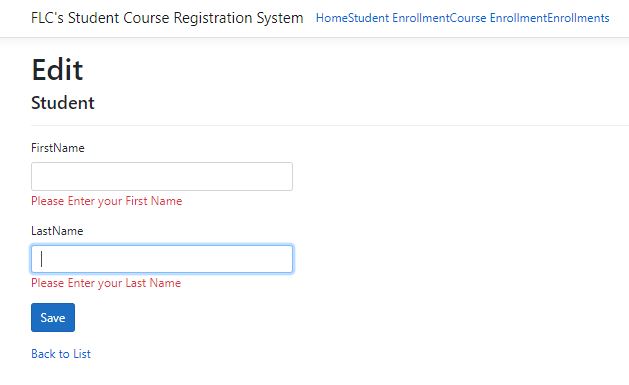 FLC's Student Course Registration System HomeStudent EnrollmentCourse EnrollmentEnrollments
Edit
Student
FirstName
Please Enter your First Name
LastName
Please Enter your Last Name
Save
Back to List